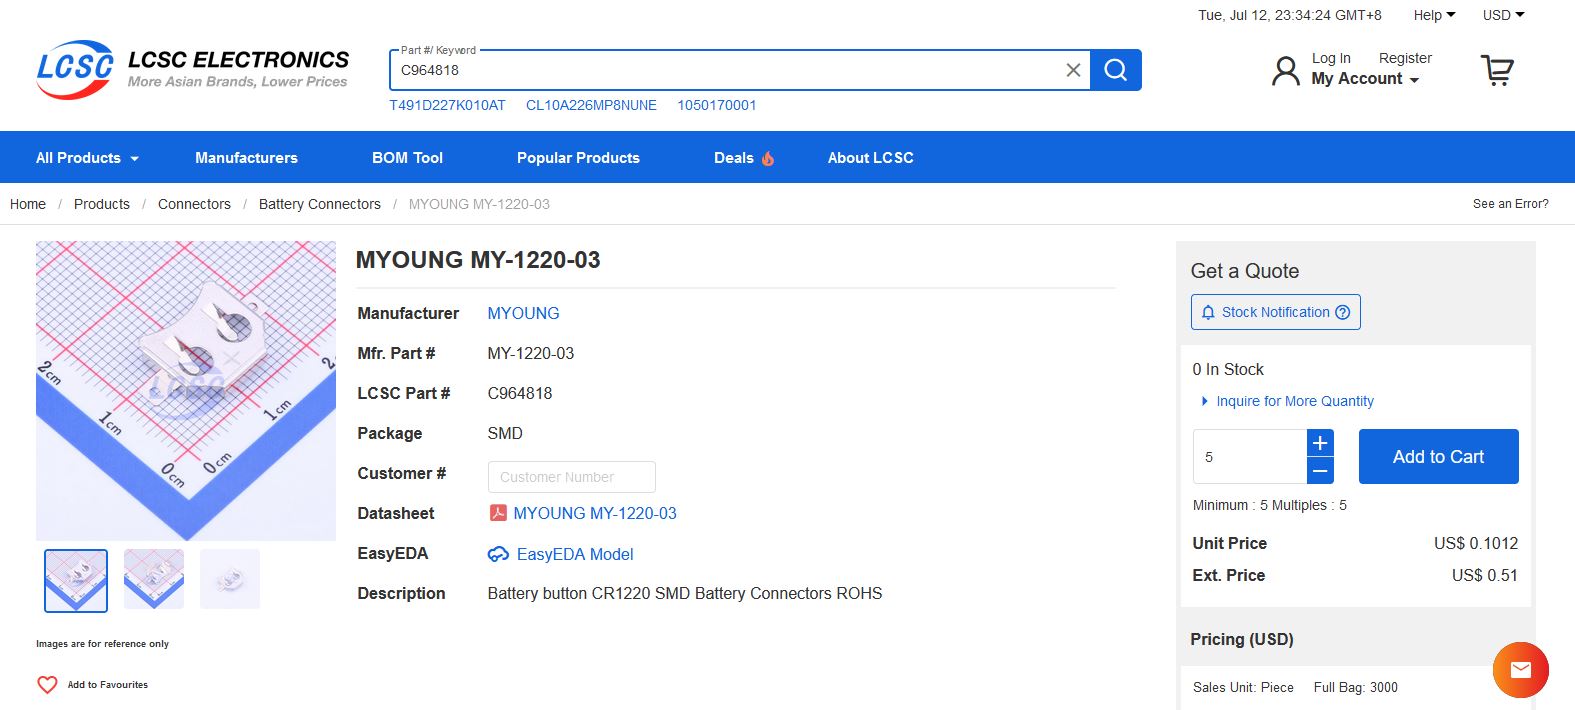 Tue, Jul 12, 23:34:24 GMT+8 Help USD
LCSC LCSC ELECTRONICS
More Asian Brands, Lower Prices
Part #/ Keyword
C964818
T491D227K010AT CL10A226MP8NUNE 1050170001
Log In Register
My Account
All Products Manufacturers BOM Tool Popular Products Deals About LCSC
Home / Products / Connectors / Battery Connectors / MYOUNG MY-1220-03
See an Error?
2cm
1cm
0cm
0cm
1cm
2
LCSC
MYOUNG MY-1220-03
Manufacturer MYOUNG
Mfr. Part # MY-1220-03
LCSC Part # C964818
Package SMD
Customer # Customer Number
Datasheet MYOUNG MY-1220-03
EasyEDA EasyEDA Model
Description Battery button CR1220 SMD Battery Connectors ROHS
Images are for reference only
Add to Favourites
Get a Quote
Stock Notification ?
0 In Stock
Inquire for More Quantity
5 + − Add to Cart
Minimum : 5 Multiples : 5
Unit Price US$ 0.1012
Ext. Price US$ 0.51
Pricing (USD)
Sales Unit: Piece Full Bag: 3000